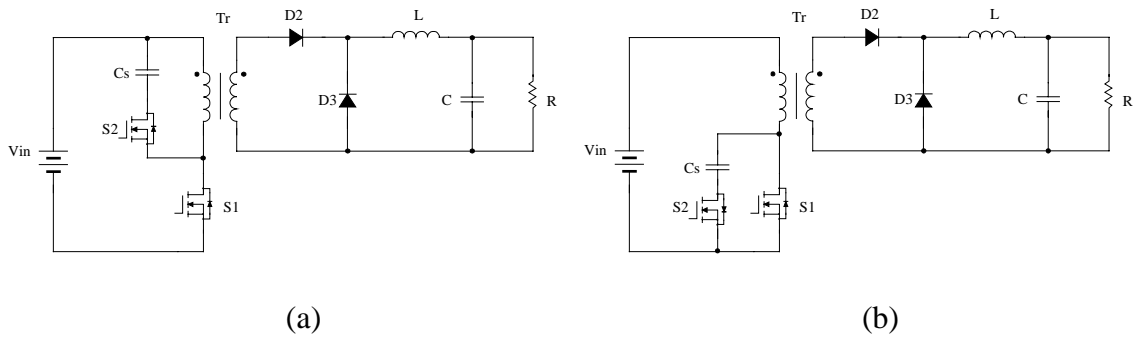 Tr
D2
L
Cs
D3
C
R
S2
Vin
S1
(a)
Tr
D2
L
D3
C
R
Vin
Cs
S2
S1
(b)